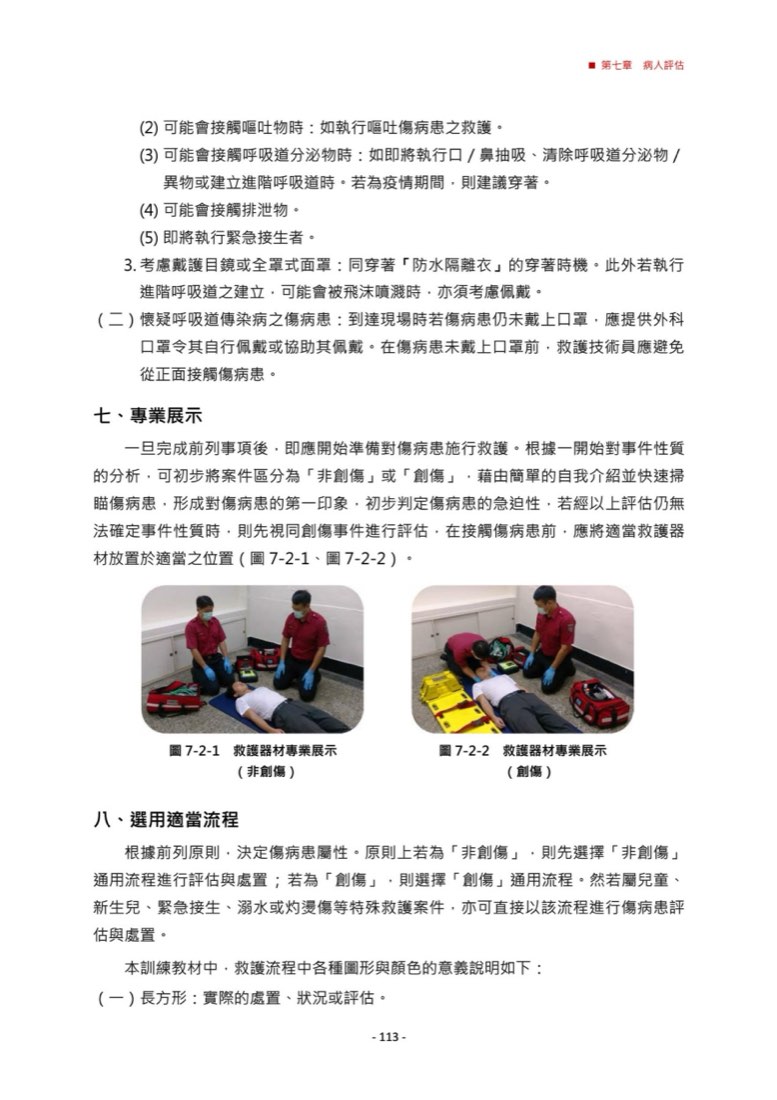 ■ 第七章　病人評估
(2) 可能會接觸嘔吐物時：如執行嘔吐傷病患之救護。
(3) 可能會接觸呼吸道分泌物時：如即將執行口 / 鼻抽吸、清除呼吸道分泌物 /
異物或建立進階呼吸道時。若為疫情期間，則建議穿著。
(4) 可能會接觸排泄物。
(5) 即將執行緊急接生者。
3. 考慮戴護目鏡或全罩式面罩：同穿著「防水隔離衣」的穿著時機。此外若執行
進階呼吸道之建立，可能會被飛沫噴濺時，亦須考慮佩戴。
（二）懷疑呼吸道傳染病之傷病患：到達現場時若傷病患仍未戴上口罩，應提供外科
口罩令其自行佩戴或協助其佩戴。在傷病患未戴上口罩前，救護技術員應避免
從正面接觸傷病患。
七、專業展示
一旦完成前列事項後，即應開始準備對傷病患施行救護。根據一開始對事件性質
的分析，可初步將案件區分為「非創傷」或「創傷」，藉由簡單的自我介紹並快速掃
瞄傷病患，形成對傷病患的第一印象，初步判定傷病患的急迫性，若經以上評估仍無
法確定事件性質時，則先視同創傷事件進行評估，在接觸傷病患前，應將適當救護器
材放置於適當之位置（圖 7-2-1、圖 7-2-2）。
圖 7-2-1　救護器材專業展示
（非創傷）
圖 7-2-2　救護器材專業展示
（創傷）
八、選用適當流程
根據前列原則，決定傷病患屬性。原則上若為「非創傷」，則先選擇「非創傷」
通用流程進行評估與處置；若為「創傷」，則選擇「創傷」通用流程。然若屬兒童、
新生兒、緊急接生、溺水或灼燙傷等特殊救護案件，亦可直接以該流程進行傷病患評
估與處置。
本訓練教材中，救護流程中各種圖形與顏色的意義說明如下：
（一）長方形：實際的處置、狀況或評估。
- 113 -